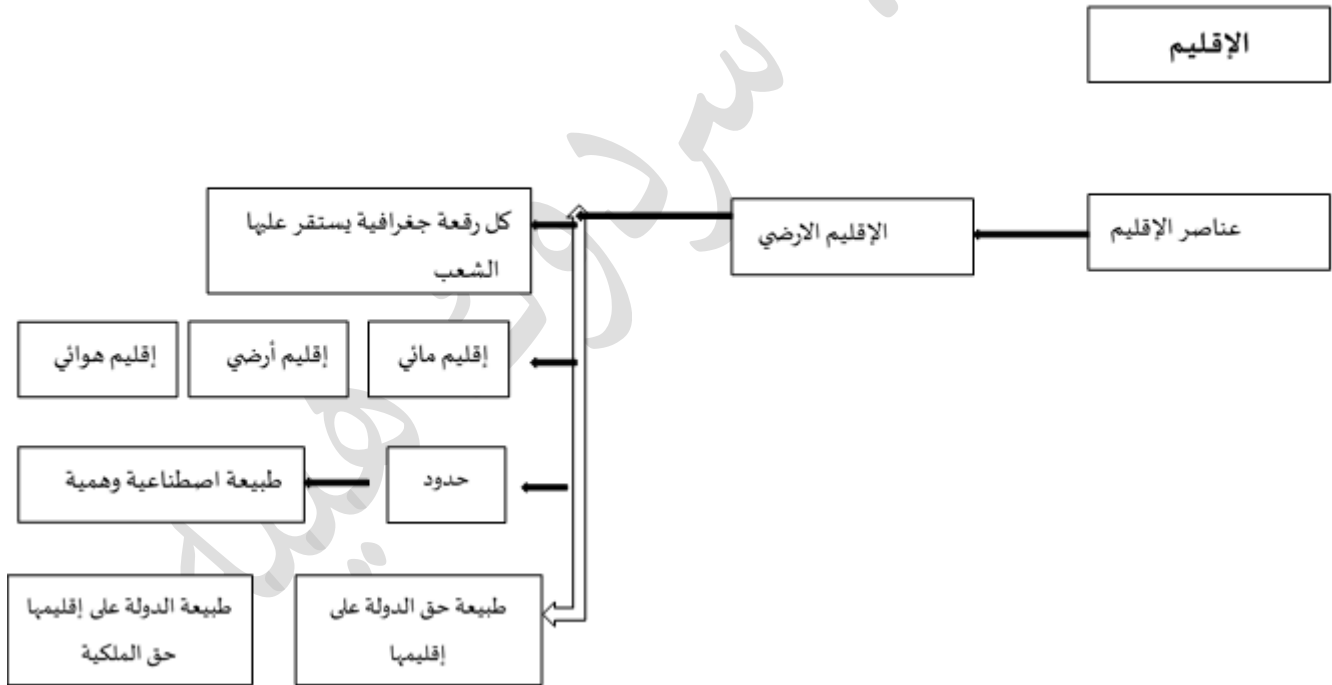 الإقليم
عناصر الإقليم
الإقليم الارضي
كل رقعة جغرافية يستقر عليها
الشعب
إقليم مائي
إقليم أرضي
إقليم هوائي
حدود
طبيعة اصطناعية وهمية
طبيعة حق الدولة على
إقليمها
طبيعة الدولة على إقليمها
حق الملكية